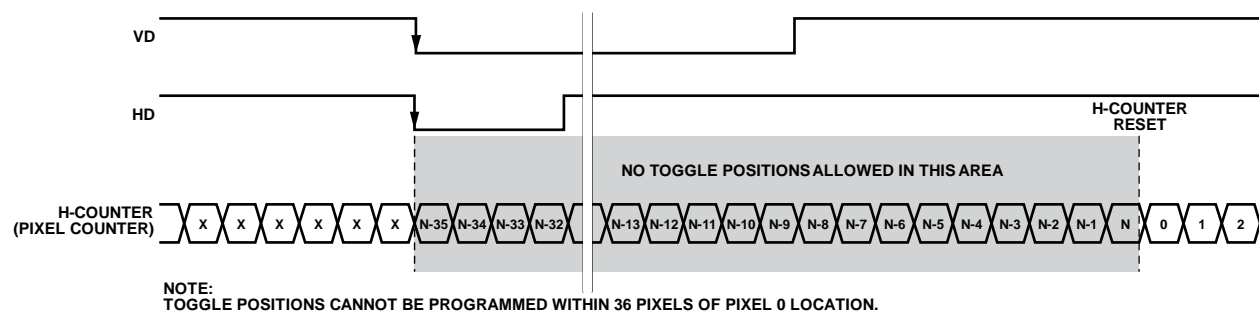 VD
HD
H-COUNTER
RESET
NO TOGGLE POSITIONS ALLOWED IN THIS AREA
H-COUNTER
(PIXEL COUNTER)
X X X X X X N-35 N-34 N-33 N-32 N-13 N-12 N-11 N-10 N-9 N-8 N-7 N-6 N-5 N-4 N-3 N-2 N-1 N 0 1 2
NOTE:
TOGGLE POSITIONS CANNOT BE PROGRAMMED WITHIN 36 PIXELS OF PIXEL 0 LOCATION.